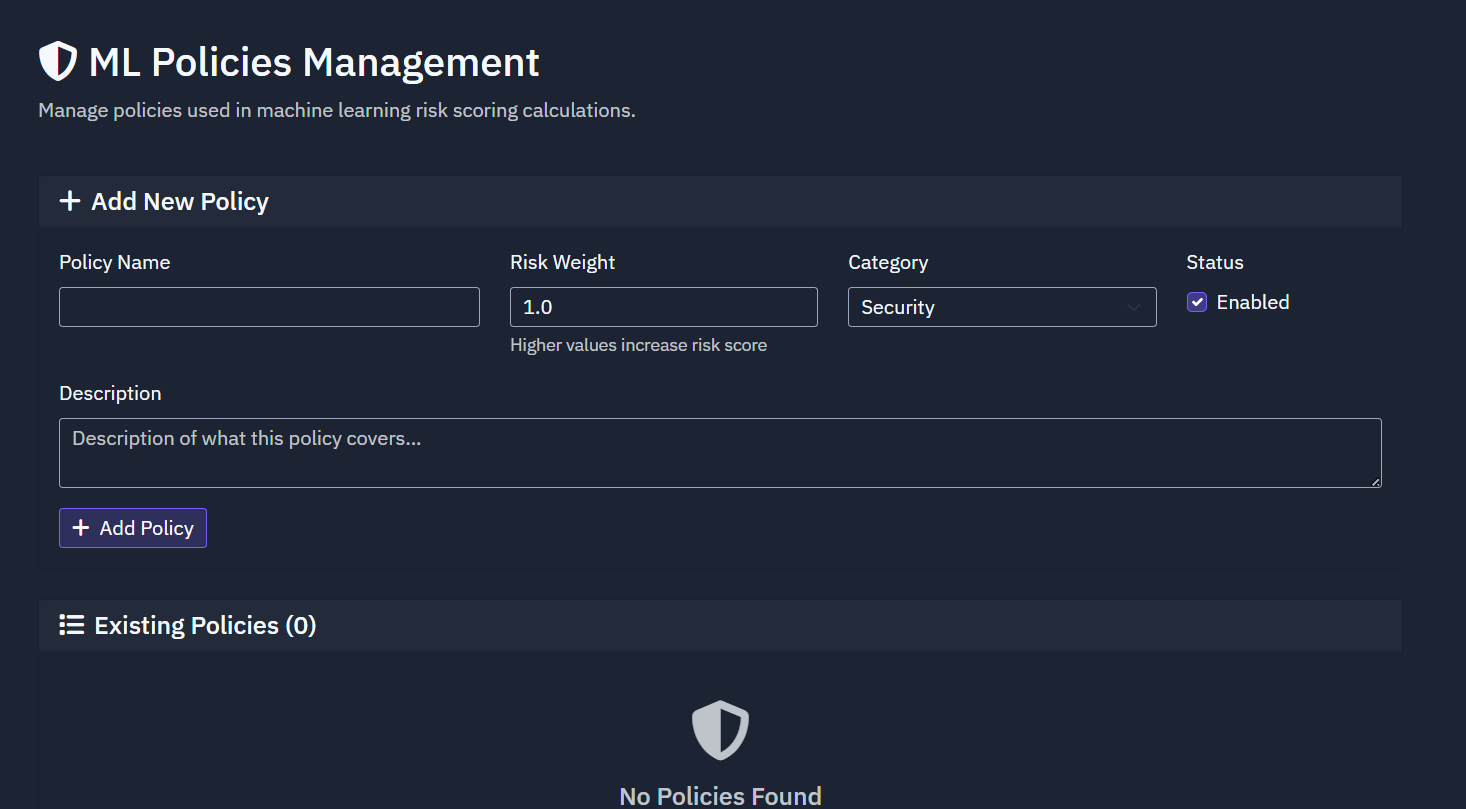 ML Policies Management
Manage policies used in machine learning risk scoring calculations.
Add New Policy
Policy Name
Risk Weight
Category
Status
1.0
Security
Enabled
Higher values increase risk score
Description
Description of what this policy covers...
Add Policy
Existing Policies (0)
No Policies Found